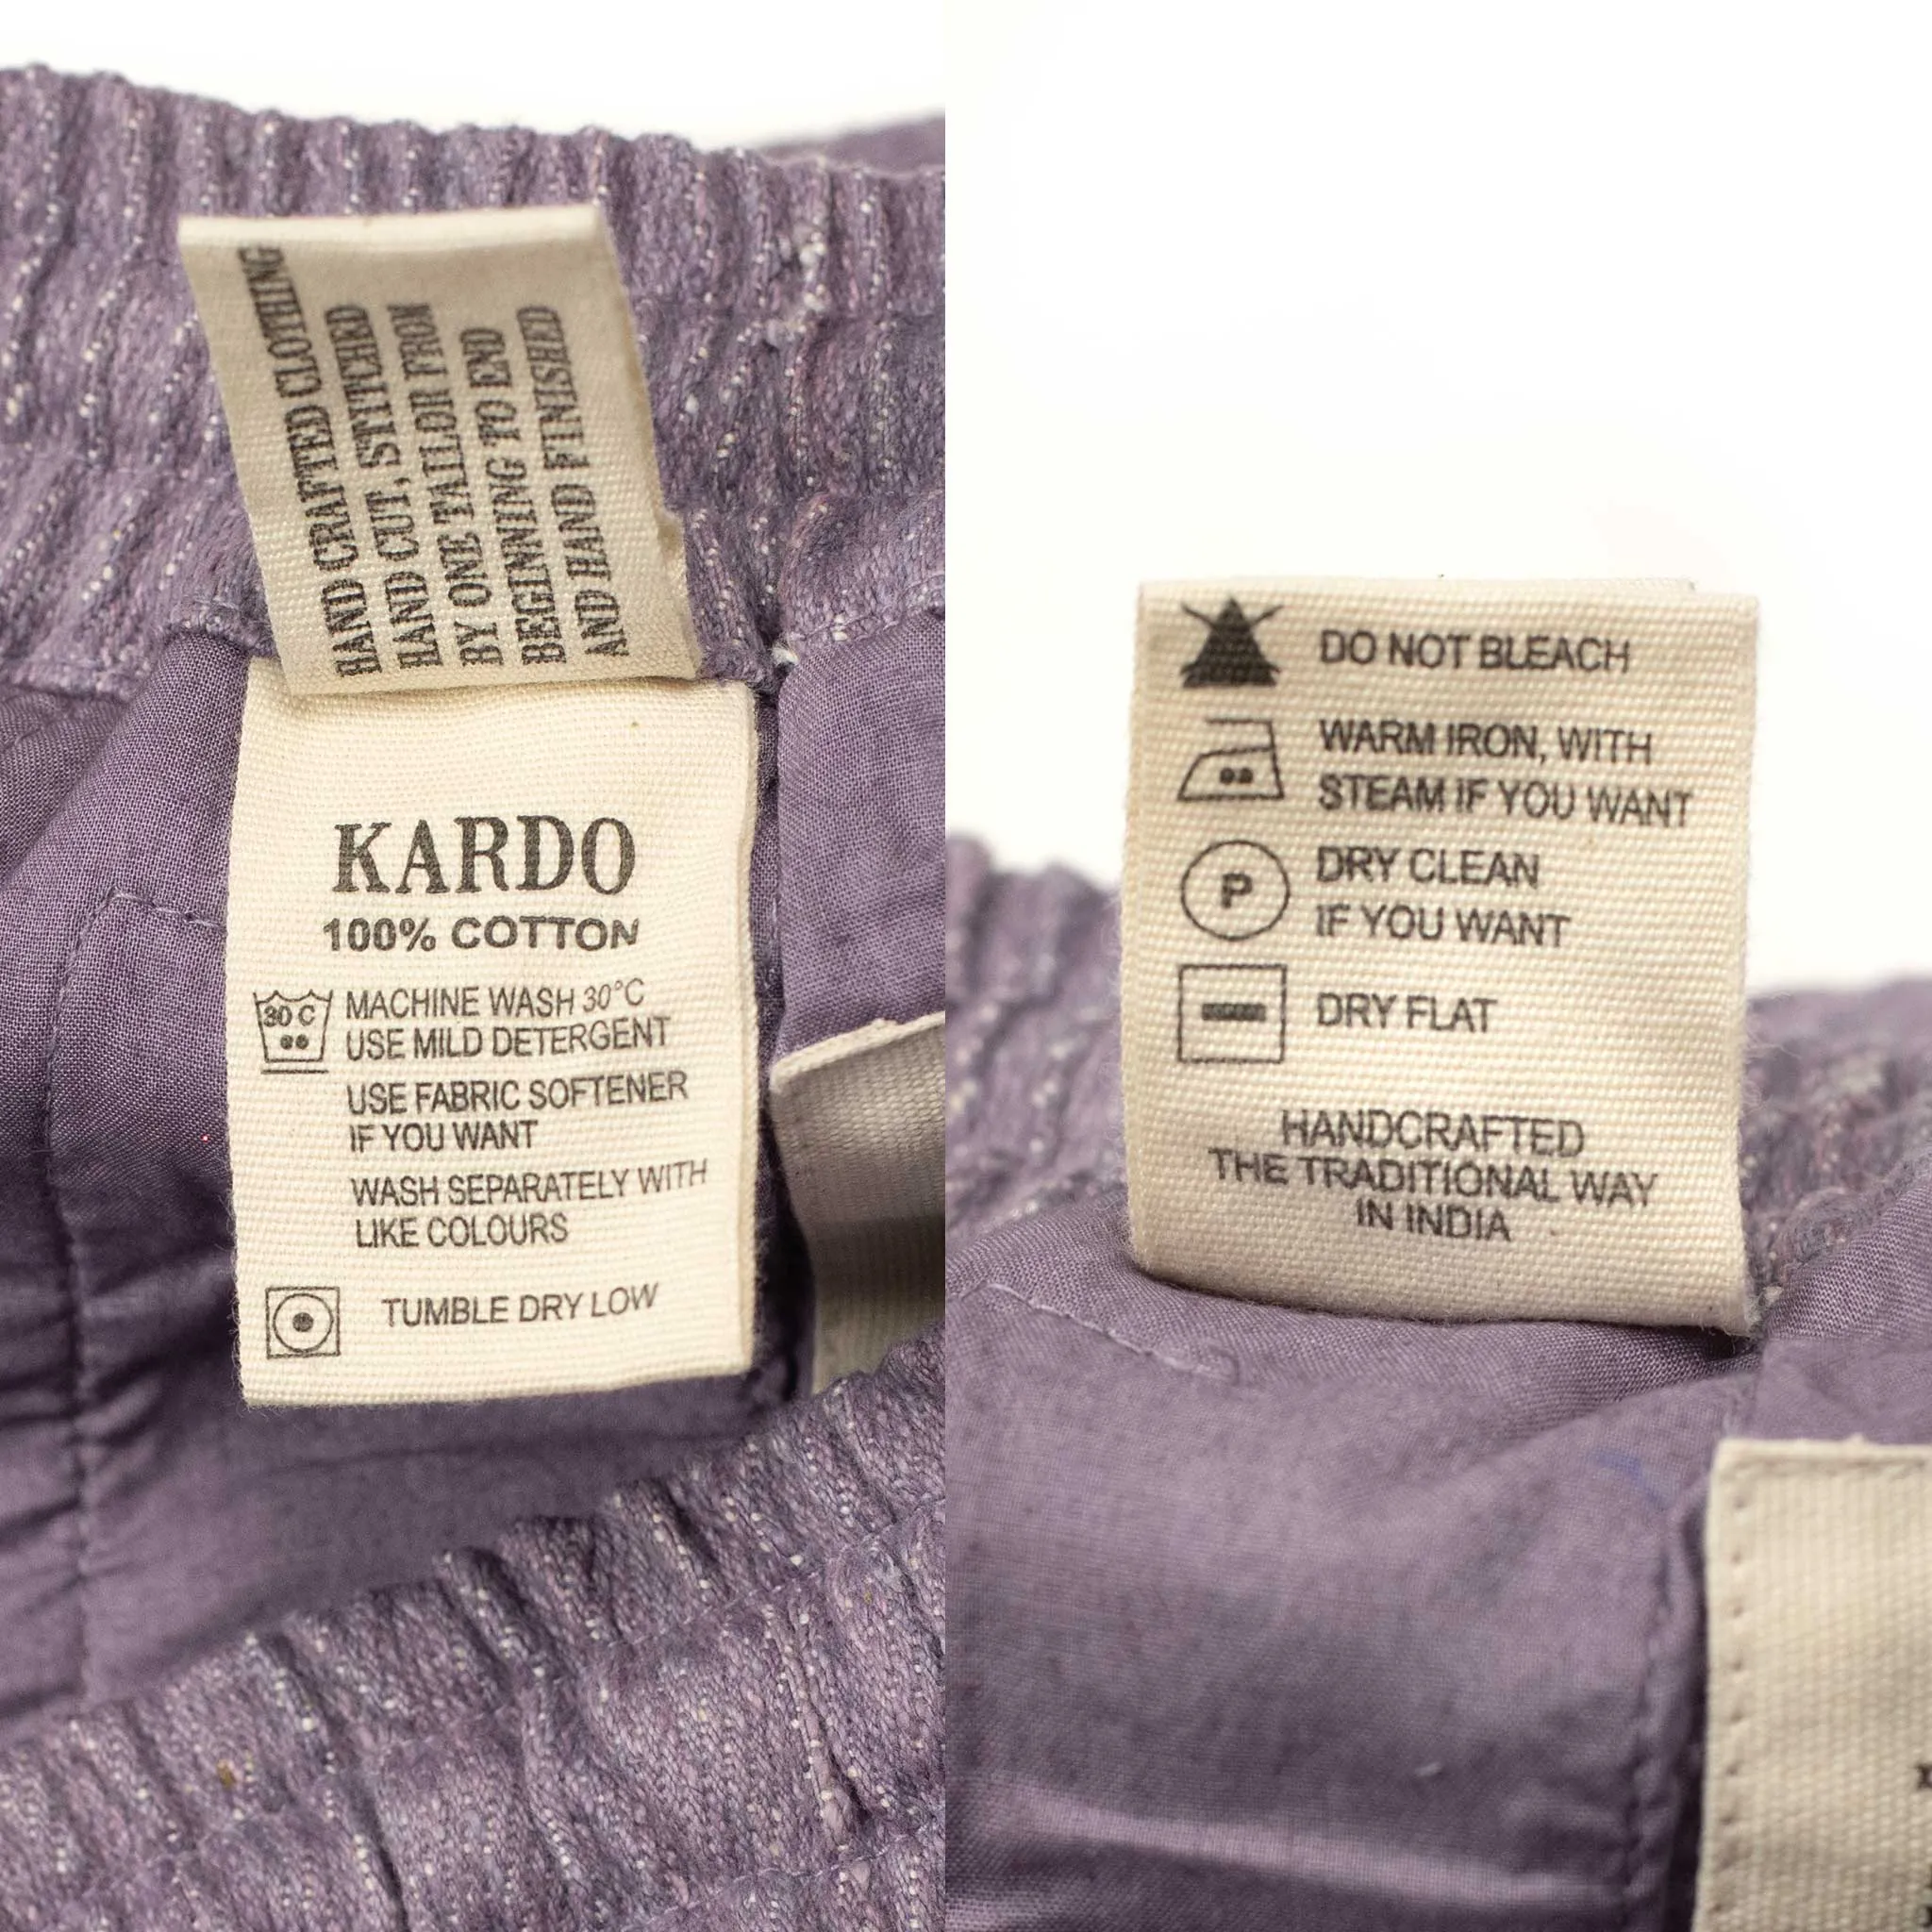 HAND CRAFTED CLOTHING
HAND CUT, STITCHED
HAND TAILOR FROM
BY ONE TAILOR FROM
BEGINNING TO END
AND HAND FINISHED
KARDO
100% COTTON
30 C
MACHINE WASH 30°C
USE MILD DETERGENT
USE FABRIC SOFTENER
IF YOU WANT
WASH SEPARATELY WITH
LIKE COLOURS
TUMBLE DRY LOW
DO NOT BLEACH
WARM IRON, WITH
STEAM IF YOU WANT
P
DRY CLEAN
IF YOU WANT
DRY FLAT
HANDCRAFTED
THE TRADITIONAL WAY
IN INDIA